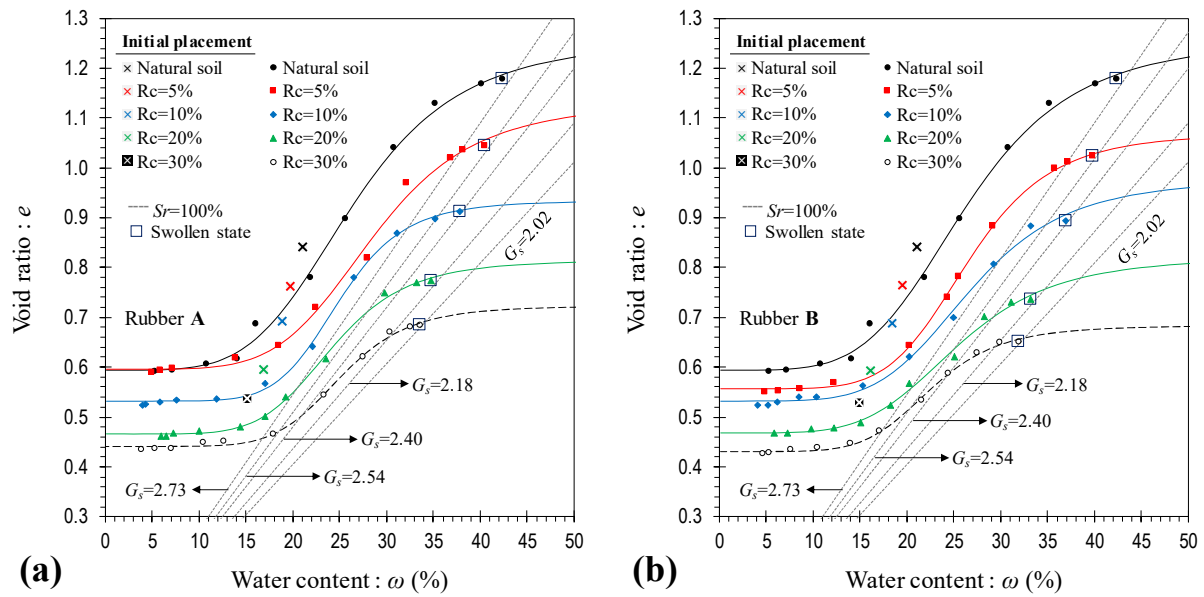 Void ratio : e
1.3
1.2
1.1
1.0
0.9
0.8
0.7
0.6
0.5
0.4
0.3
Initial placement
Natural soil
Natural soil
Rc=5%
Rc=5%
Rc=10%
Rc=10%
Rc=20%
Rc=20%
Rc=30%
Rc=30%
Sr=100%
Swollen state
Gs=2.02
Rubber A
Gs=2.18
Gs=2.40
Gs=2.54
Gs=2.73
0 5 10 15 20 25 30 35 40 45 50
Water content : ω (%)
(a)
Void ratio : e
1.3
1.2
1.1
1.0
0.9
0.8
0.7
0.6
0.5
0.4
0.3
Initial placement
Natural soil
Natural soil
Rc=5%
Rc=5%
Rc=10%
Rc=10%
Rc=20%
Rc=20%
Rc=30%
Rc=30%
Sr=100%
Swollen state
Gs=2.02
Rubber B
Gs=2.18
Gs=2.40
Gs=2.54
Gs=2.73
0 5 10 15 20 25 30 35 40 45 50
Water content : ω (%)
(b)